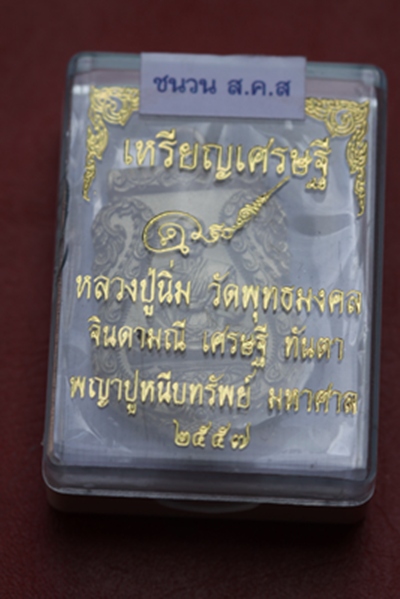 ชนวน ส.ค.ส
เหรียญเศรษฐี
หลวงปู่นิ่ม วัดพุทธมงคล
จินดามณี เศรษฐี ทันตา
พญาปูหนีบทรัพย์ มหาศาล
๒๕๕๗